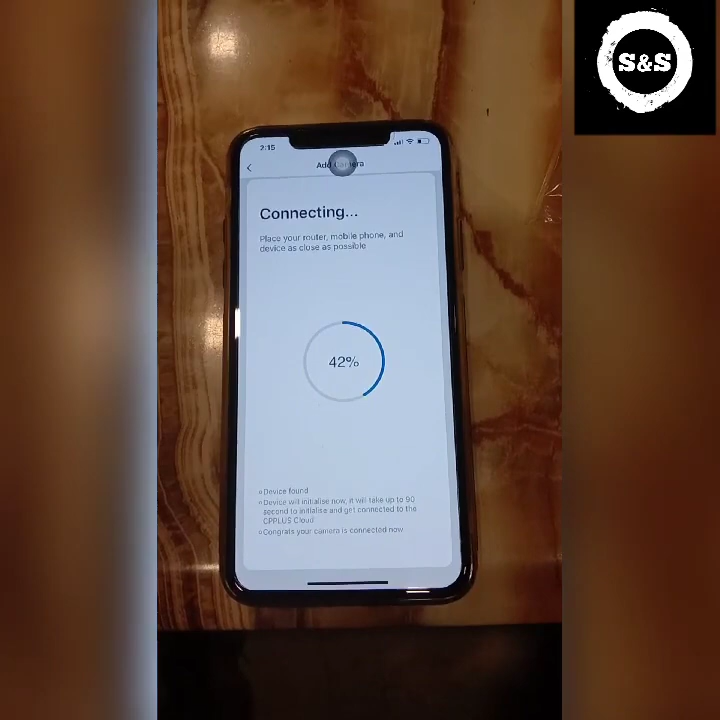 S&S
2:15
Add Camera
Connecting...
Place your router, mobile phone, and
device as close as possible
42%
Device found
Device will initialise now, it will take up to 90
second to initialise and get connected to the
CPPLUS Cloud
Congrats your camera is connected now